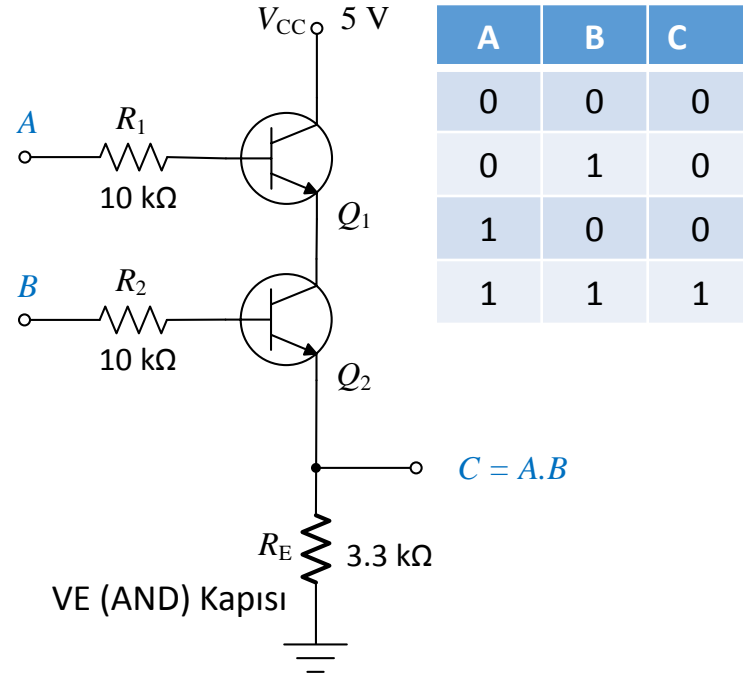 VCC 5 V
A
R1
10 kΩ
Q1
B
R2
10 kΩ
Q2
C = A.B
RE 3.3 kΩ
VE (AND) Kapısı
A B C
0 0 0
0 1 0
1 0 0
1 1 1